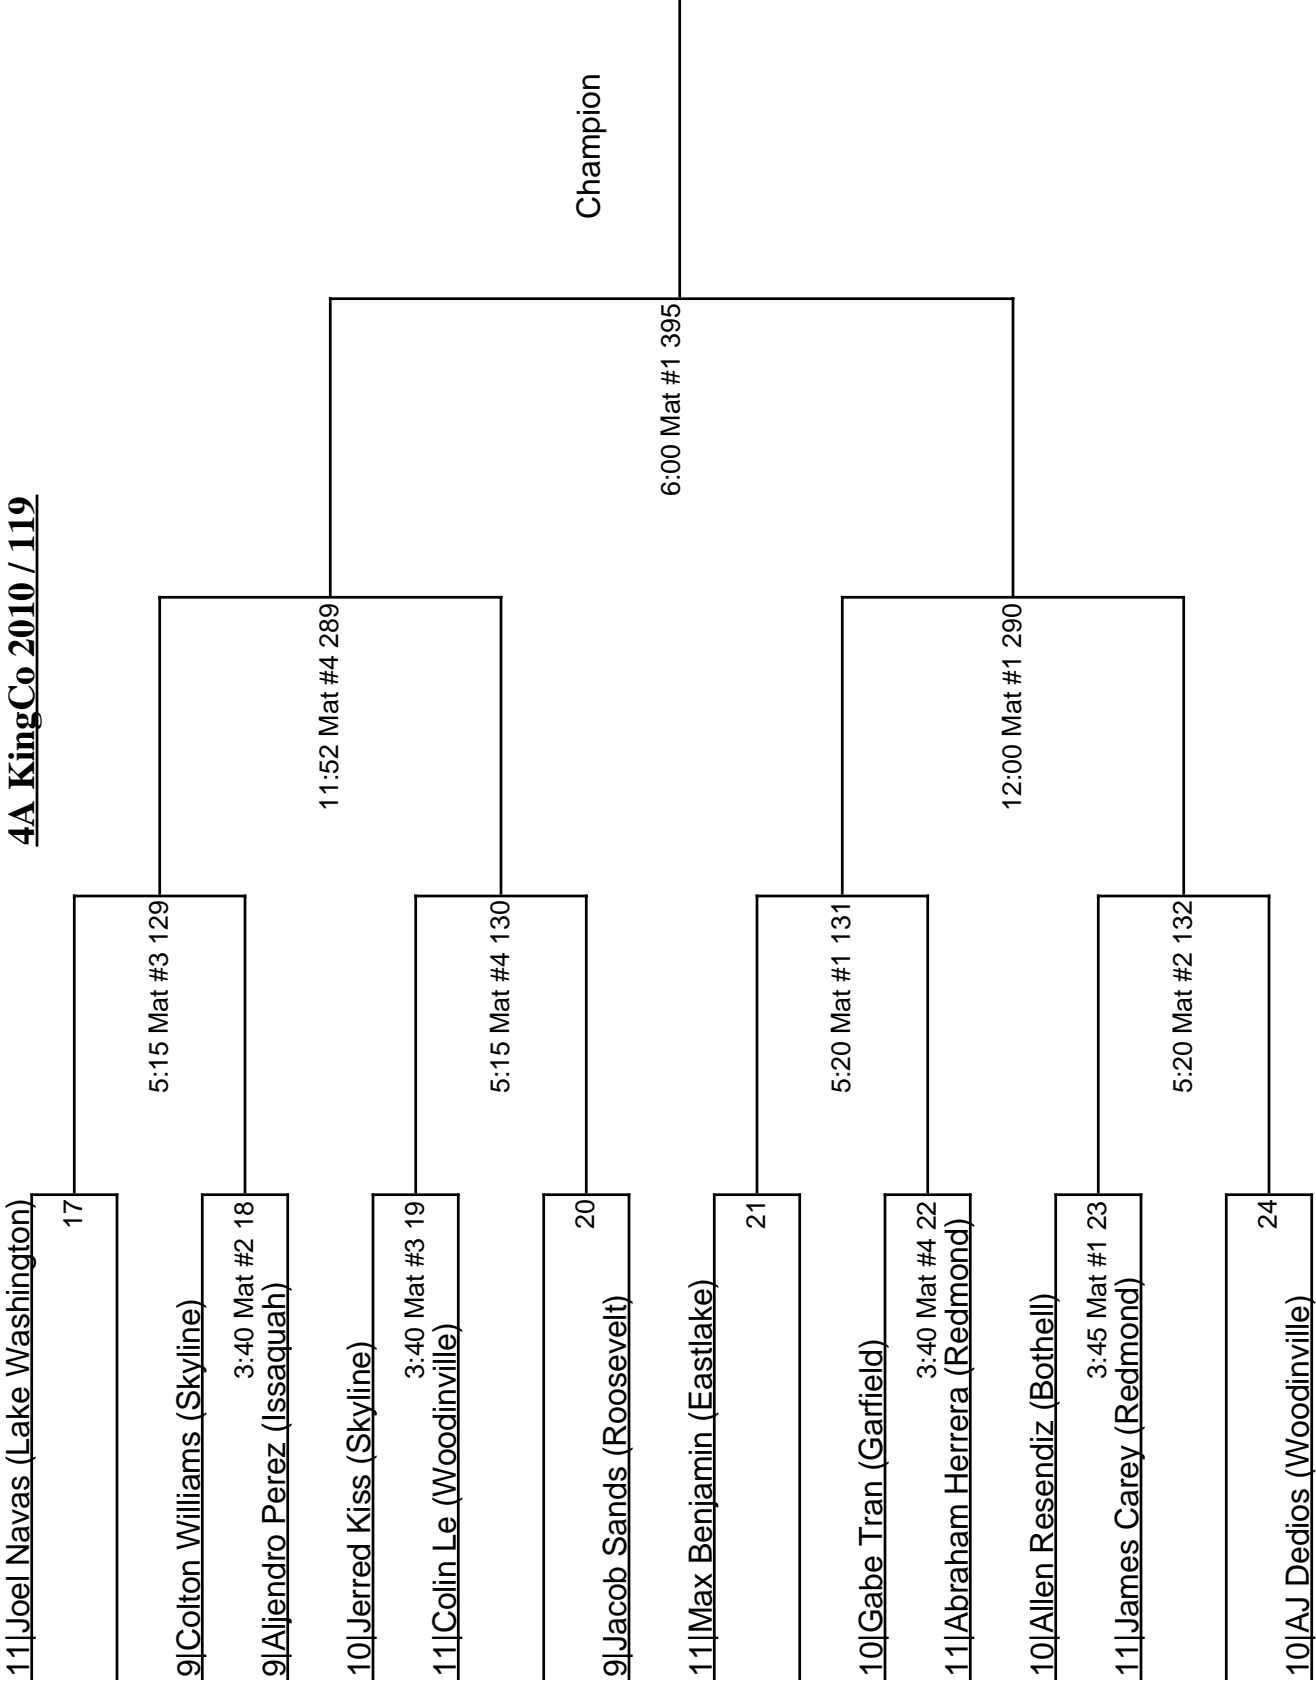 4A KingCo 2010 / 119
11|Joel Navas (Lake Washington)
17
9|Colton Williams (Skyline)
3:40 Mat #2 18
9|Aljendro Perez (Issaquah)
10|Jerred Kiss (Skyline)
3:40 Mat #3 19
11|Colin Le (Woodinville)
20
9|Jacob Sands (Roosevelt)
11|Max Benjamin (Eastlake)
21
10|Gabe Tran (Garfield)
3:40 Mat #4 22
11|Abraham Herrera (Redmond)
10|Allen Resendiz (Bothell)
3:45 Mat #1 23
11|James Carey (Redmond)
24
10|AJ Dedios (Woodinville)
5:15 Mat #3 129
5:15 Mat #4 130
5:20 Mat #1 131
5:20 Mat #2 132
11:52 Mat #4 289
12:00 Mat #1 290
6:00 Mat #1 395
Champion